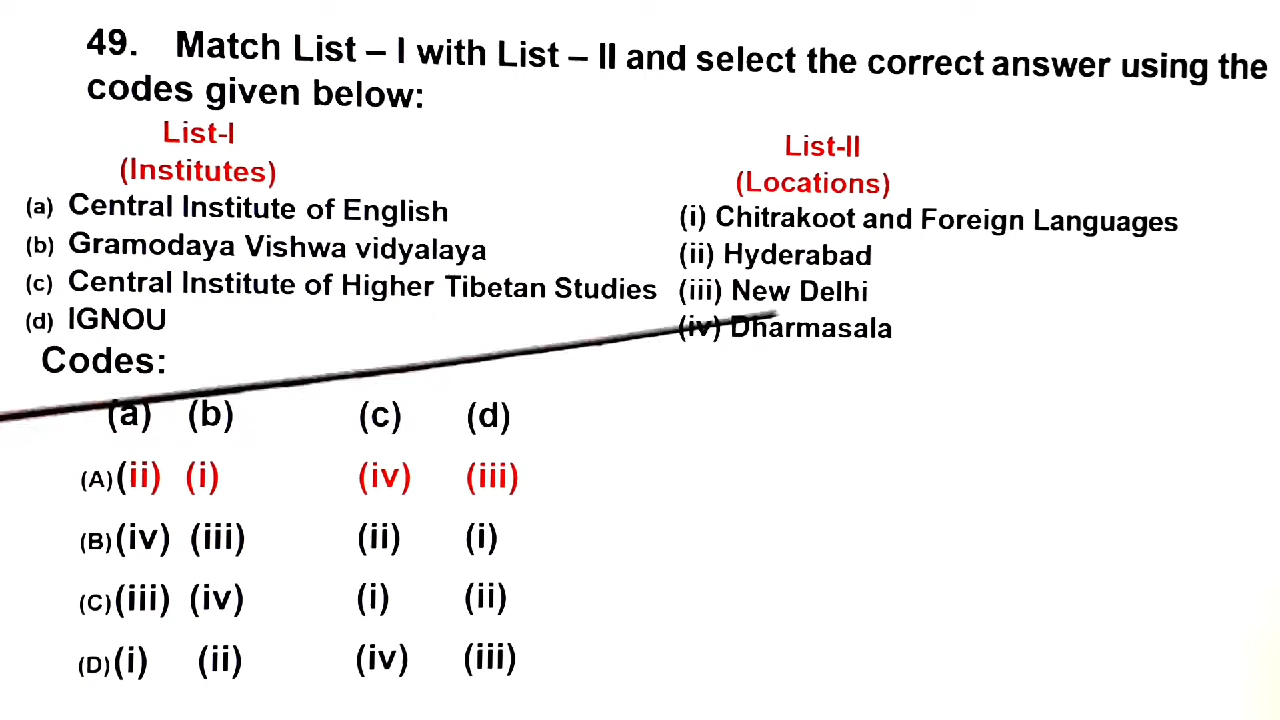 49. Match List – I with List – II and select the correct answer using the
codes given below:
List-I
(Institutes)
List-II
(Locations)
(a) Central Institute of English
(i) Chitrakoot and Foreign Languages
(b) Gramodaya Vishwa vidyalaya
(ii) Hyderabad
(c) Central Institute of Higher Tibetan Studies
(iii) New Delhi
(d) IGNOU
(iv) Dharmasala
Codes:
(a) (b) (c) (d)
(A) (ii) (i) (iv) (iii)
(B) (iv) (iii) (ii) (i)
(C) (iii) (iv) (i) (ii)
(D) (i) (ii) (iv) (iii)